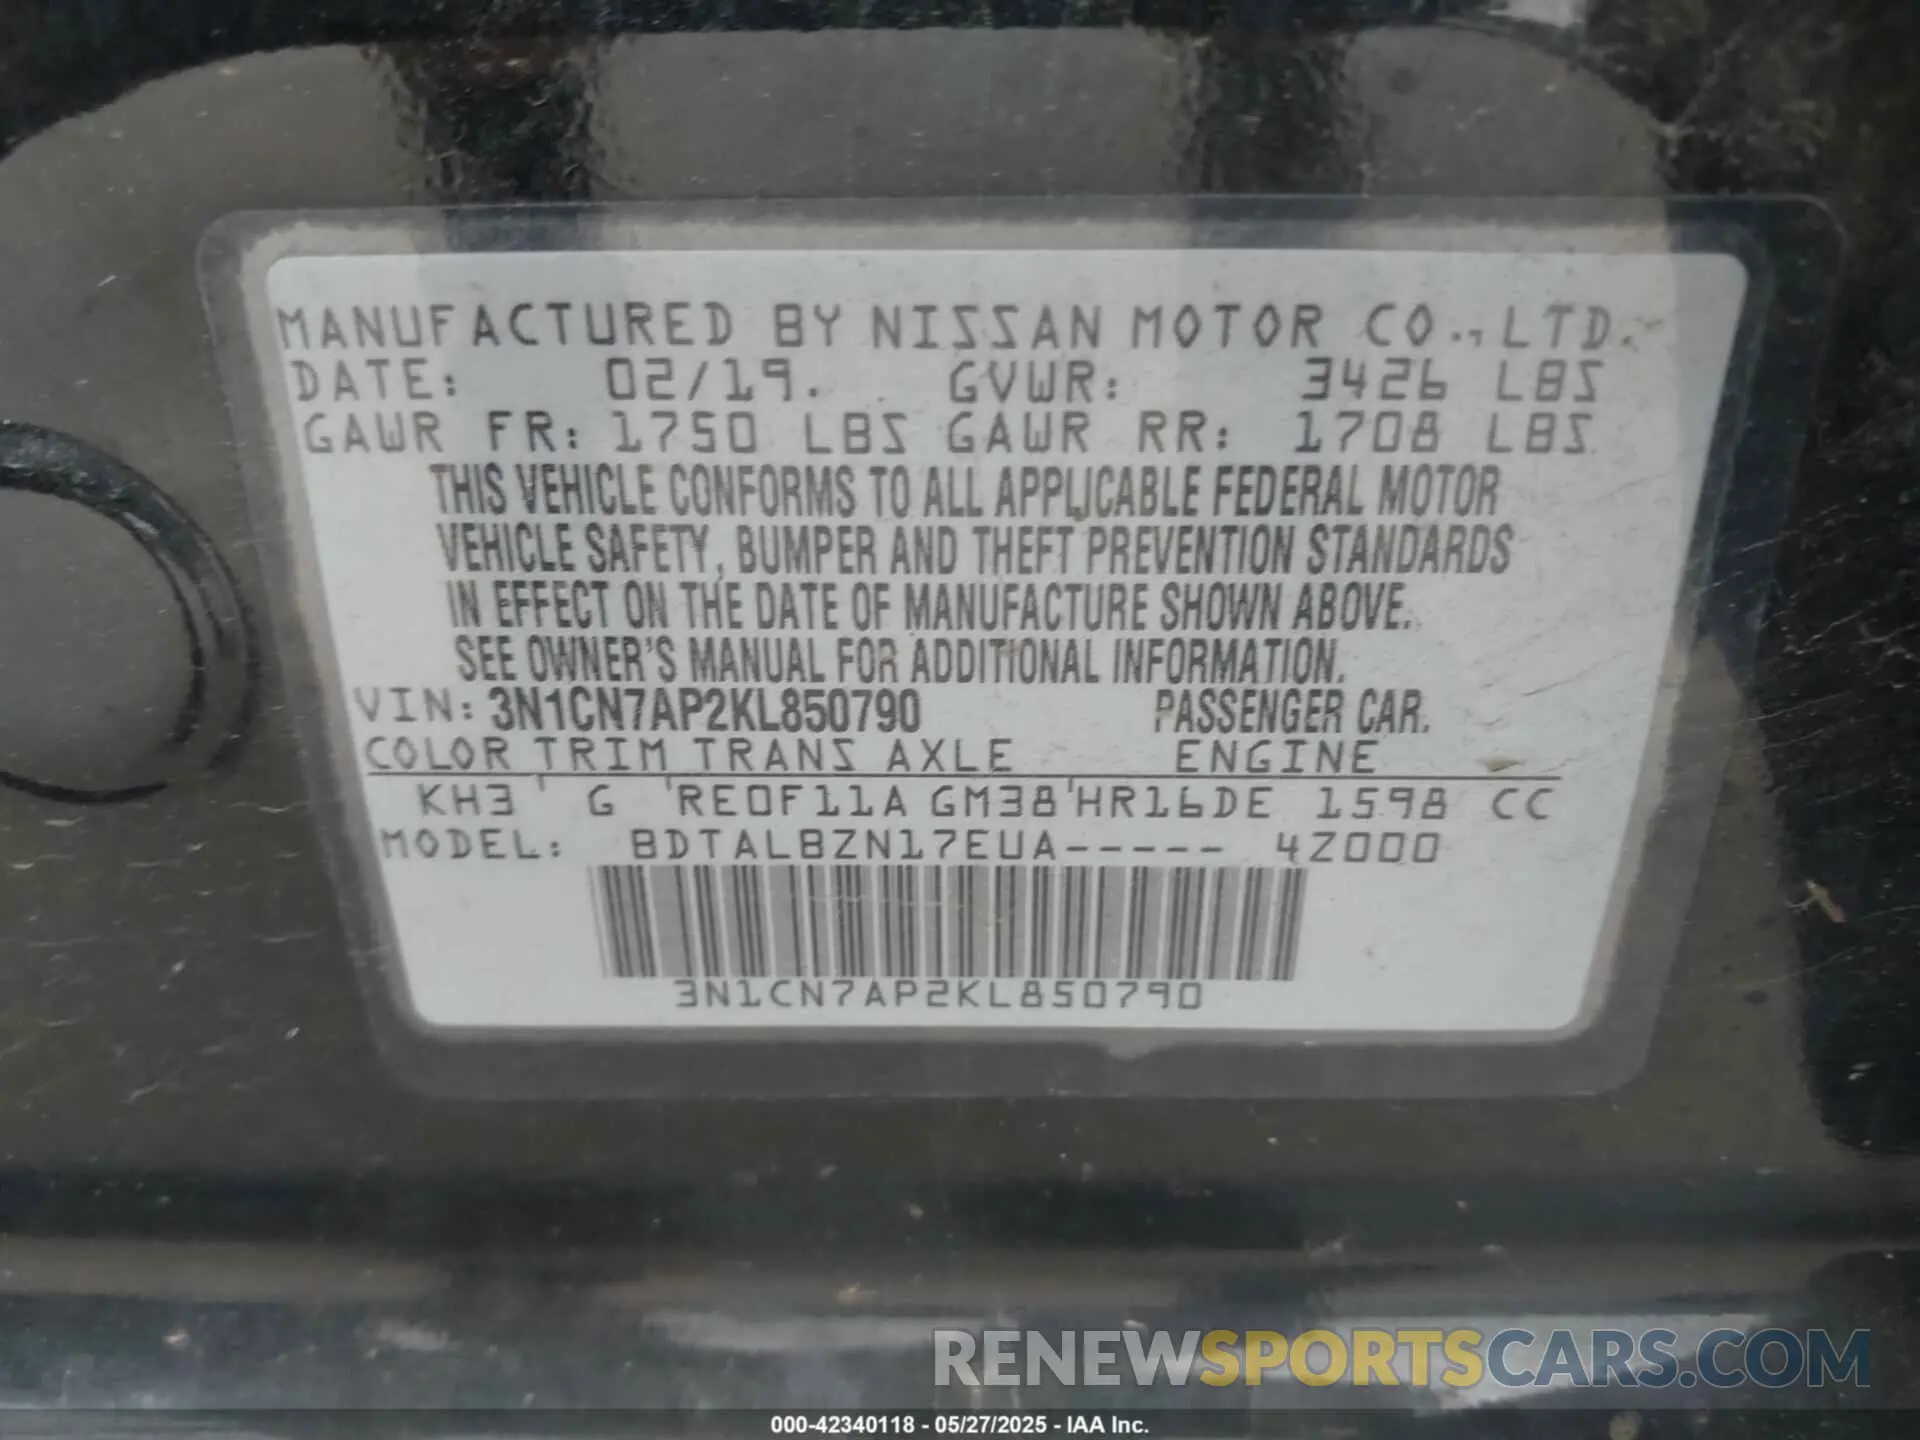 MANUFACTURED BY NISSAN MOTOR CO., LTD.
DATE: 02/19. GVWR: 3426 LBS
GAWR FR: 1750 LBS GAWR RR: 1708 LBS
THIS VEHICLE CONFORMS TO ALL APPLICABLE FEDERAL MOTOR
VEHICLE SAFETY, BUMPER AND THEFT PREVENTION STANDARDS
IN EFFECT ON THE DATE OF MANUFACTURE SHOWN ABOVE.
SEE OWNER'S MANUAL FOR ADDITIONAL INFORMATION.
VIN: 3N1CN7AP2KL850790 PASSENGER CAR.
COLOR TRIM TRANS AXLE ENGINE
KH3 ' G 'RE0F11A GM38'HR16DE 1598 CC
MODEL: BDTALBZN17EUA----- 4Z000
3N1CN7AP2KL850790
RENEWSPORTSCARS.COM
000-42340118 - 05/27/2025 - IAA Inc.